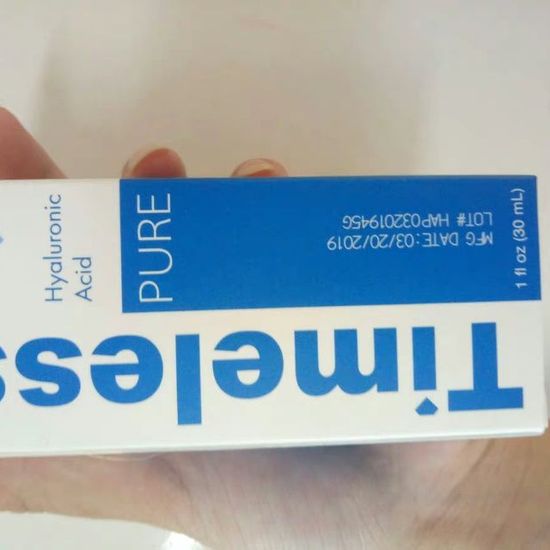 Hyaluronic
Acid
PURE
MFG DATE:03/20/2019
LOT# HAP03201945G
1 fl oz (30 mL)
Timeless